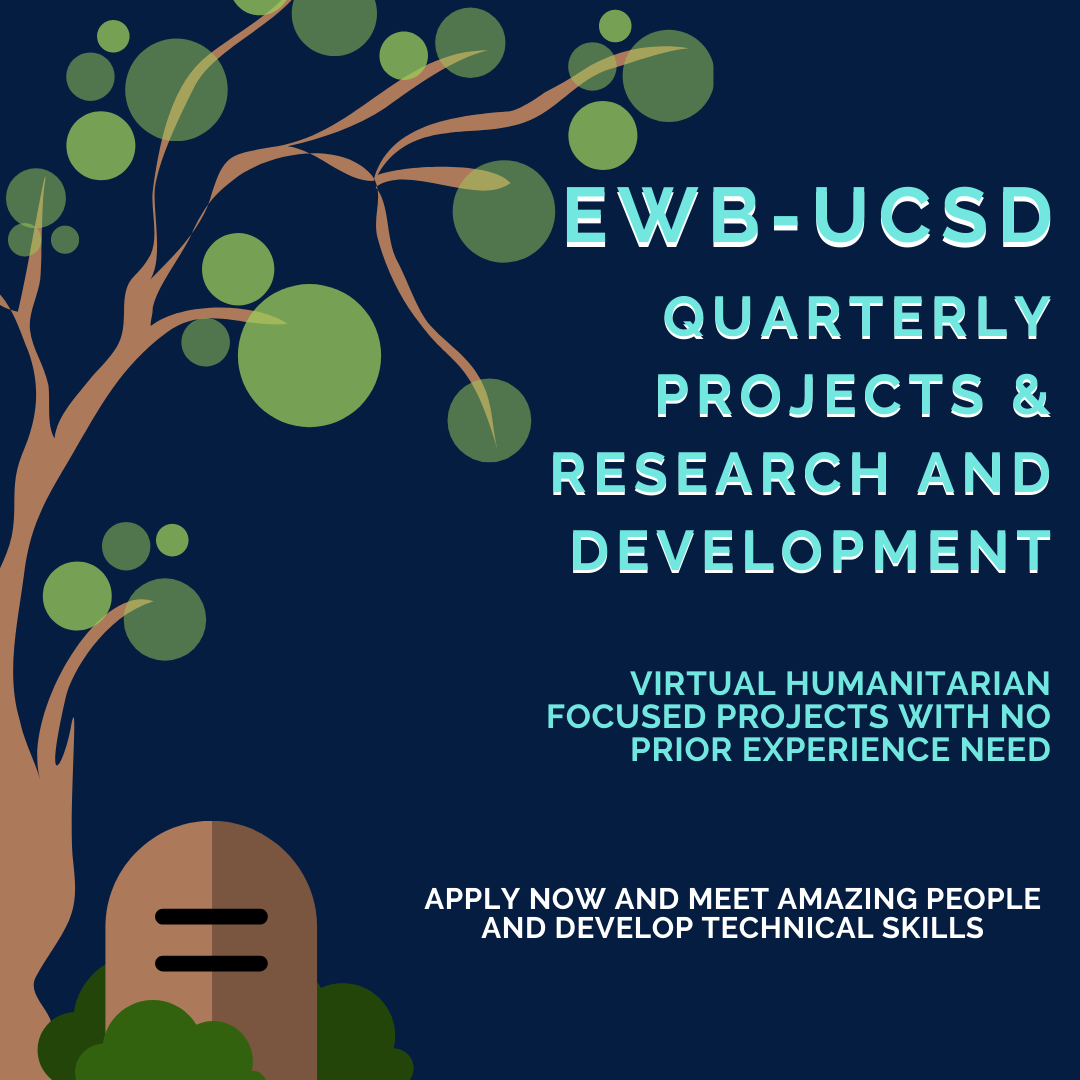 EWB-UCSD
QUARTERLY
PROJECTS &
RESEARCH AND
DEVELOPMENT
VIRTUAL HUMANITARIAN
FOCUSED PROJECTS WITH NO
PRIOR EXPERIENCE NEED
APPLY NOW AND MEET AMAZING PEOPLE
AND DEVELOP TECHNICAL SKILLS